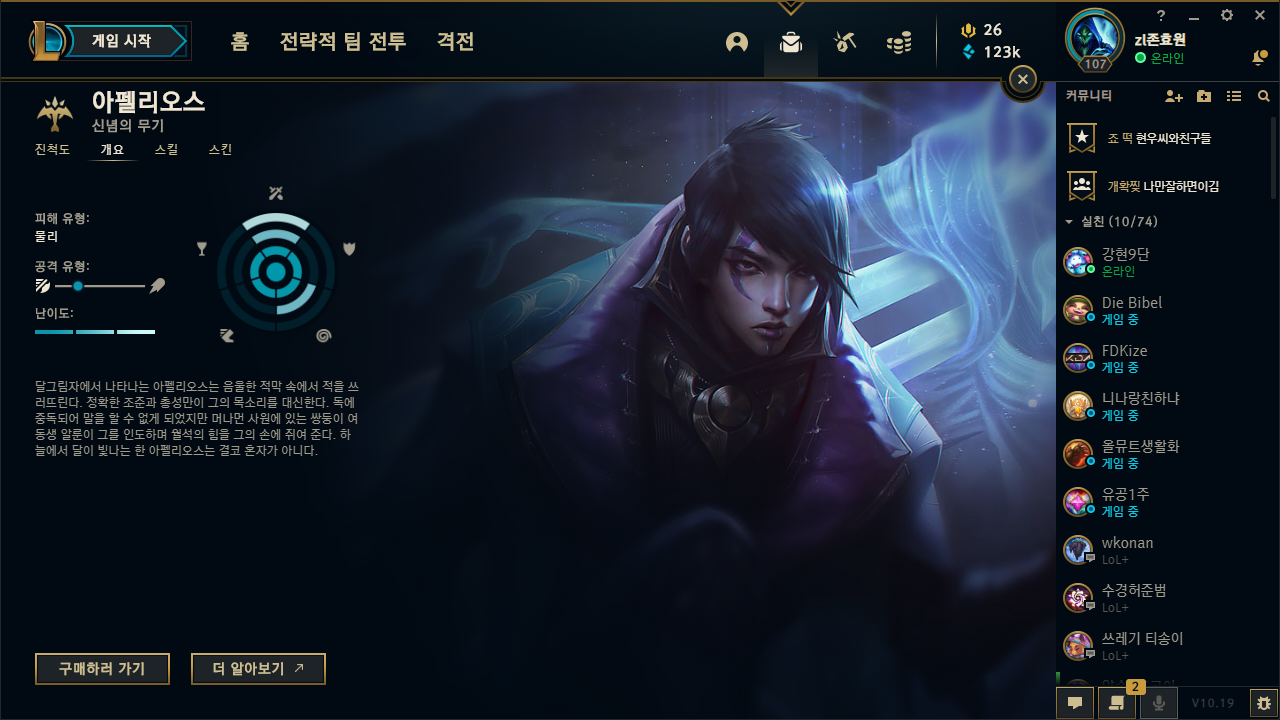 게임 시작
홈
전략적 팀 전투
격전
26
123k
?
zl존효원
온라인
107
아펠리오스
신념의 무기
진척도
개요
스킬
스킨
피해 유형:
물리
공격 유형:
난이도:
달그림자에서 나타나는 아펠리오스는 음울한 적막 속에서 적을 쓰
러뜨린다. 정확한 조준과 총성만이 그의 목소리를 대신한다. 독에
중독되어 말을 할 수 없게 되었지만 머나먼 사원에 있는 쌍둥이 여
동생 알룬이 그를 인도하며 월석의 힘을 그의 손에 쥐여 준다. 하
늘에서 달이 빛나는 한 아펠리오스는 결코 혼자가 아니다.
구매하러 가기
더 알아보기
커뮤니티
죠 떡 현우씨와친구들
개확찢 나만잘하면이김
실친 (10/74)
강현9단
온라인
Die Bibel
게임 중
FDKize
게임 중
니나랑친하냐
게임 중
올뮤트생활화
게임 중
유공1주
게임 중
wkonan
LoL+
수경허준범
LoL+
쓰레기 티송이
LoL+
2
V10.19